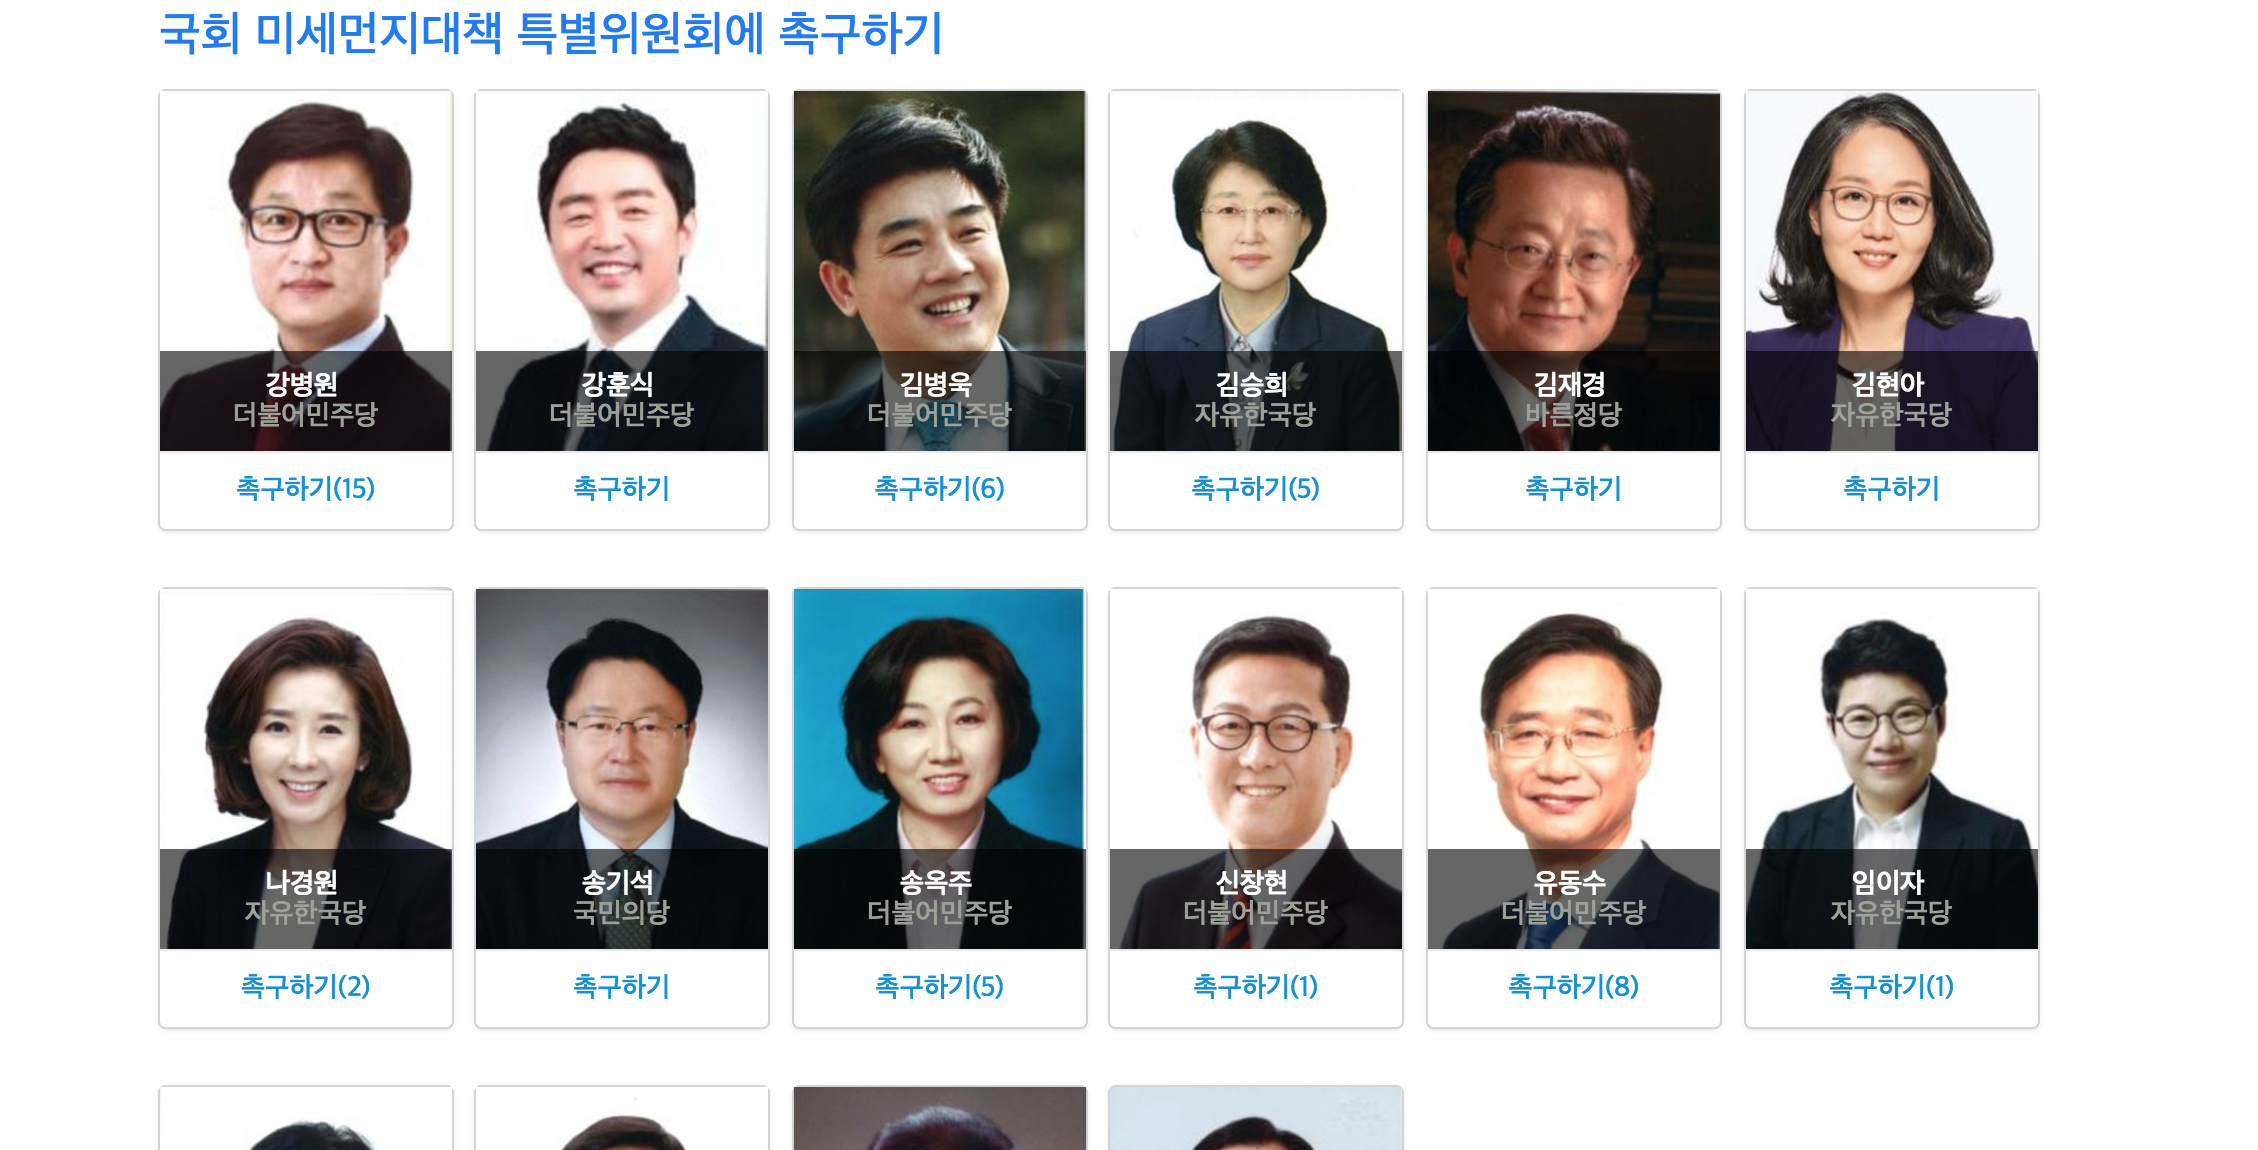 국회 미세먼지대책 특별위원회에 촉구하기
강병원
더불어민주당
촉구하기(15)
강훈식
더불어민주당
촉구하기
김병욱
더불어민주당
촉구하기(6)
김승희
자유한국당
촉구하기(5)
김재경
바른정당
촉구하기
김현아
자유한국당
촉구하기
나경원
자유한국당
촉구하기(2)
송기석
국민의당
촉구하기
송옥주
더불어민주당
촉구하기(5)
신창현
더불어민주당
촉구하기(1)
유동수
더불어민주당
촉구하기(8)
임이자
자유한국당
촉구하기(1)